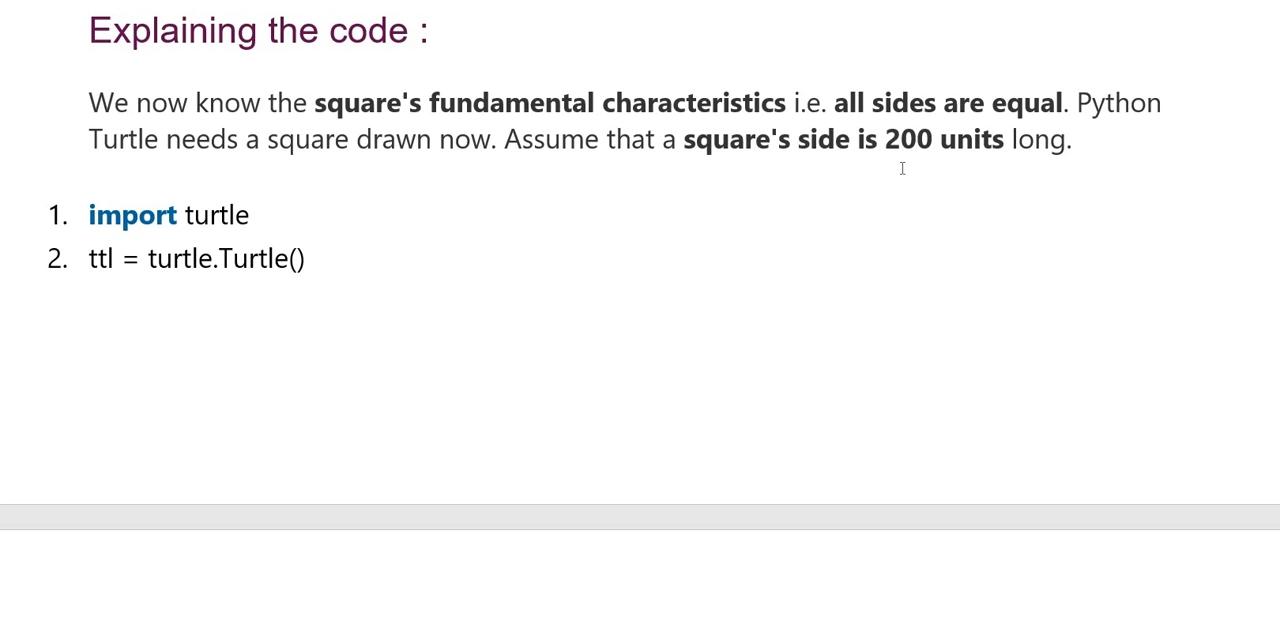 Explaining the code :
We now know the square's fundamental characteristics i.e. all sides are equal. Python
Turtle needs a square drawn now. Assume that a square's side is 200 units long.
1. import turtle
2. ttl = turtle.Turtle()